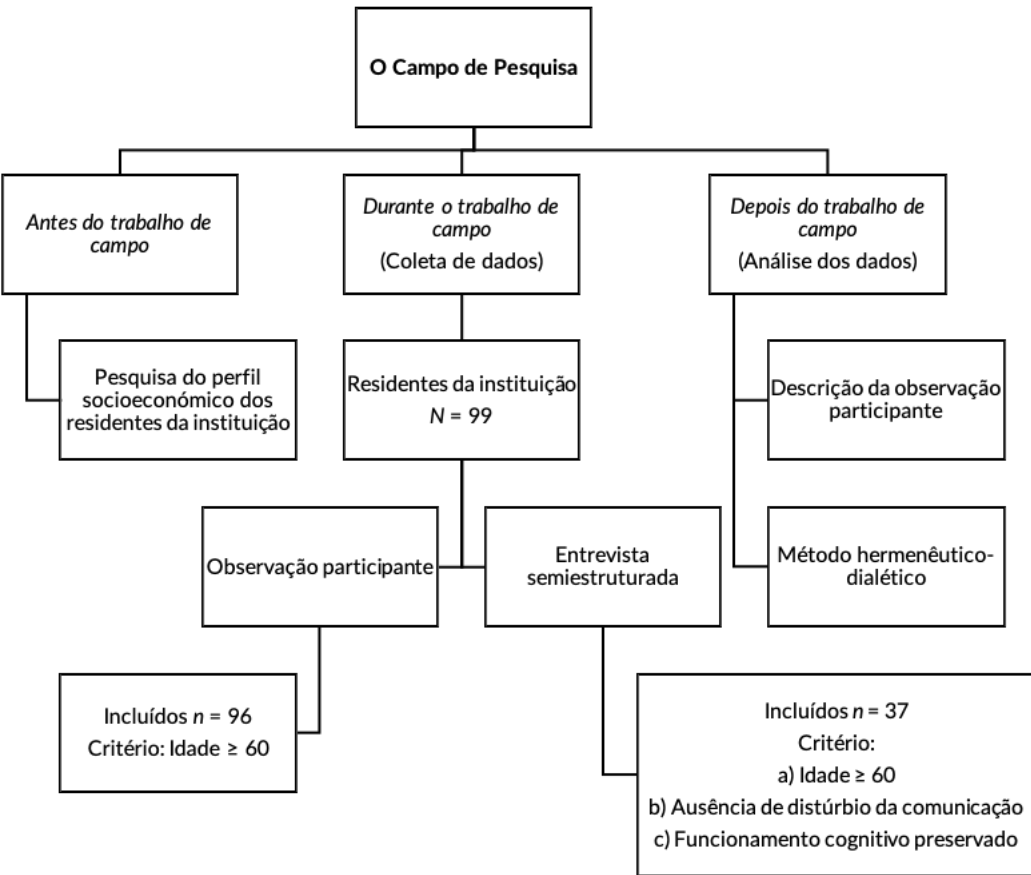 O Campo de Pesquisa
Antes do trabalho de
campo
Durante o trabalho de
campo
(Coleta de dados)
Depois do trabalho de
campo
(Análise dos dados)
Pesquisa do perfil
socioeconómico dos
residentes da instituição
Residentes da instituição
N = 99
Descrição da observação
participante
Observação participante
Entrevista
semiestruturada
Método hermenêutico-
dialético
Incluídos n = 96
Critério: Idade ≥ 60
Incluídos n = 37
Critério:
a) Idade ≥ 60
b) Ausência de distúrbio da comunicação
c) Funcionamento cognitivo preservado